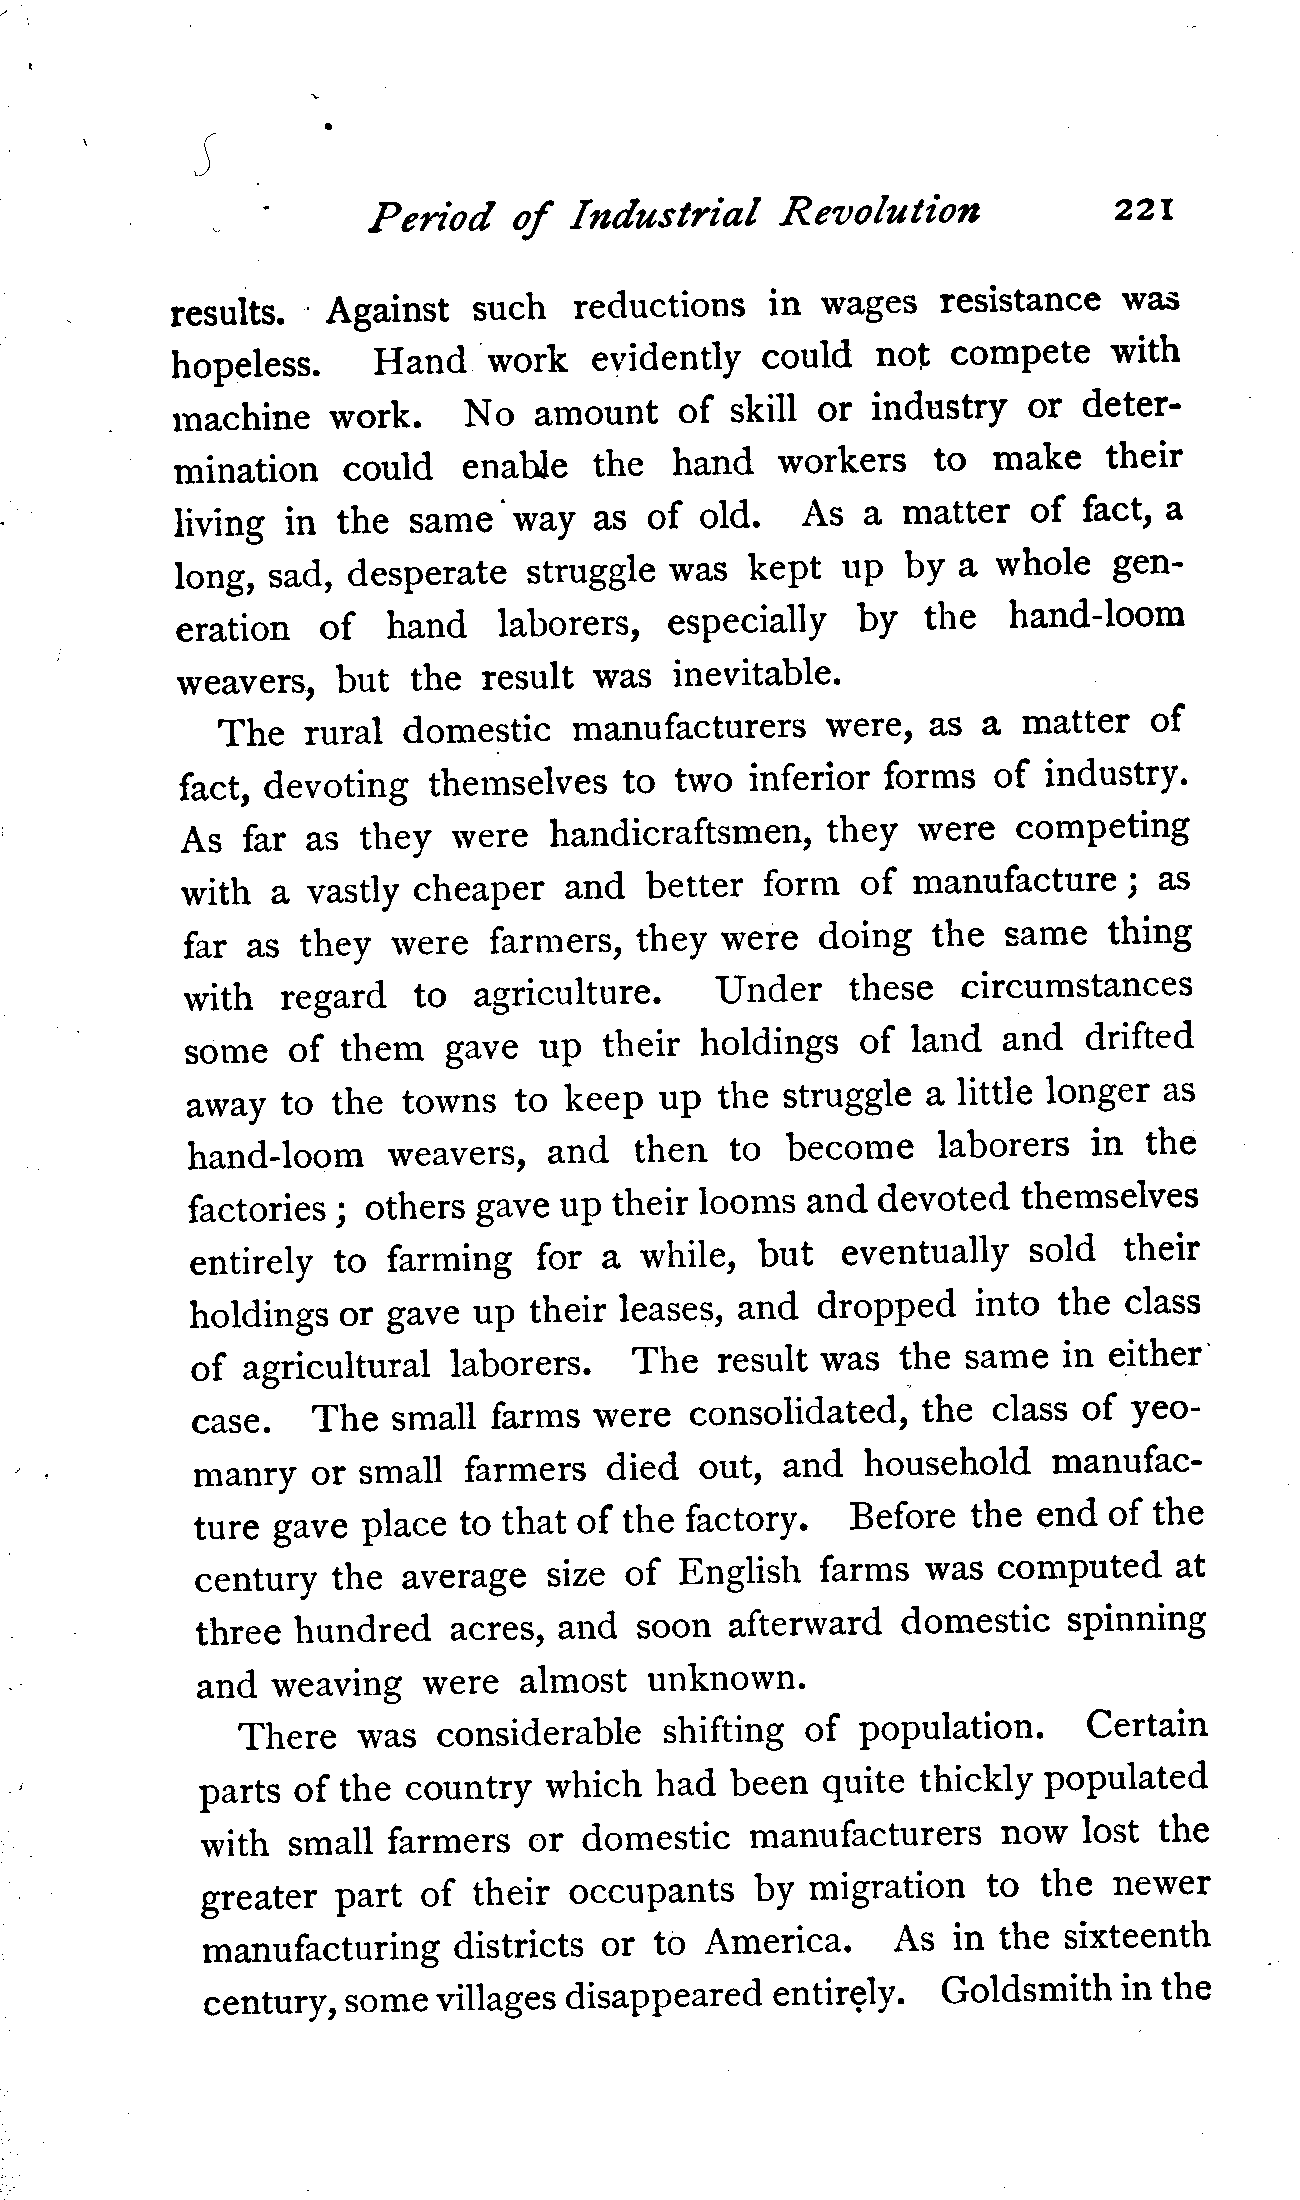 Period of Industrial Revolution 221
results. Against such reductions in wages resistance was
hopeless. Hand work evidently could not compete with
machine work. No amount of skill or industry or deter-
mination could enable the hand workers to make their
living in the same way as of old. As a matter of fact, a
long, sad, desperate struggle was kept up by a whole gen-
eration of hand laborers, especially by the hand-loom
weavers, but the result was inevitable.
The rural domestic manufacturers were, as a matter of
fact, devoting themselves to two inferior forms of industry.
As far as they were handicraftsmen, they were competing
with a vastly cheaper and better form of manufacture; as
far as they were farmers, they were doing the same thing
with regard to agriculture. Under these circumstances
some of them gave up their holdings of land and drifted
away to the towns to keep up the struggle a little longer as
hand-loom weavers, and then to become laborers in the
factories; others gave up their looms and devoted themselves
entirely to farming for a while, but eventually sold their
holdings or gave up their leases, and dropped into the class
of agricultural laborers. The result was the same in either
case. The small farms were consolidated, the class of yeo-
manry or small farmers died out, and household manufac-
ture gave place to that of the factory. Before the end of the
century the average size of English farms was computed at
three hundred acres, and soon afterward domestic spinning
and weaving were almost unknown.
There was considerable shifting of population. Certain
parts of the country which had been quite thickly populated
with small farmers or domestic manufacturers now lost the
greater part of their occupants by migration to the newer
manufacturing districts or to America. As in the sixteenth
century, some villages disappeared entirely. Goldsmith in the